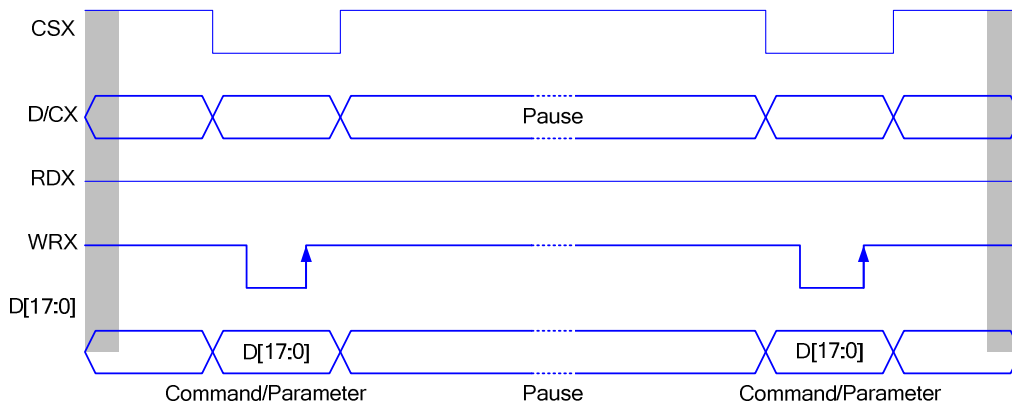 CSX
D/CX
Pause
RDX
WRX
D[17:0]
D[17:0] D[17:0]
Command/Parameter Pause Command/Parameter